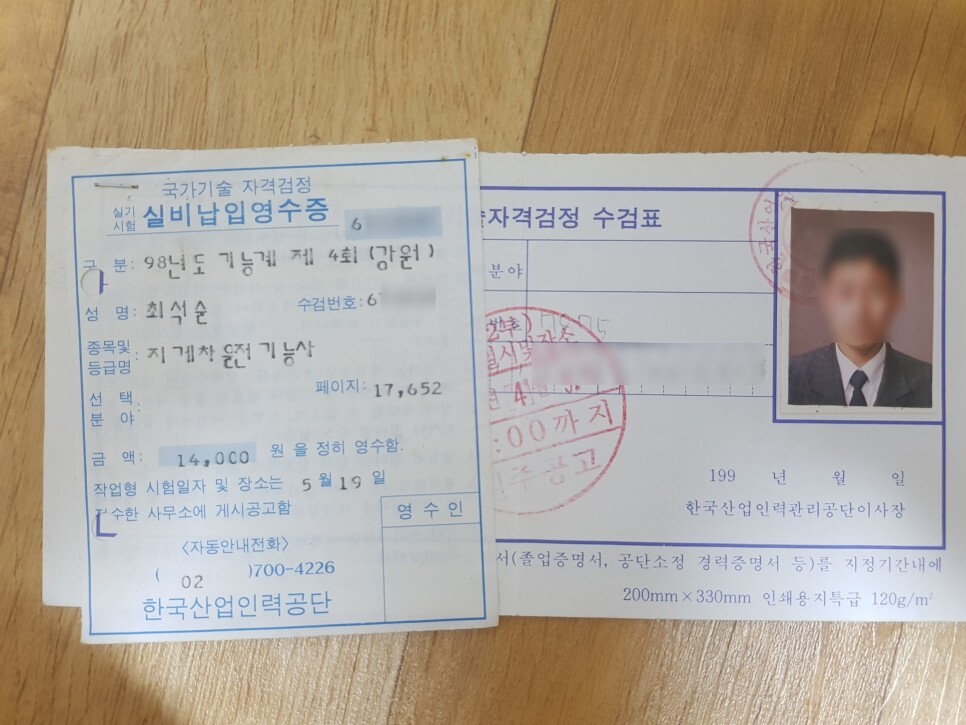 국가기술 자격검정
실기
시험
실비납입영수증
6
구 분: 98년도 기능계 제 4회 (강원)
성 명: 최석순
수검번호: 6
종목및
등급명
: 지게차운전기능사
선 택
분 야
:
페이지: 17,652
금 액: 14,000 원 을 정히 영수함.
작업형 시험일자 및 장소는 5 월 19 일
수한 사무소에 게시공고함
영 수 인
<자동안내전화>
( 02 )700-4226
한국산업인력공단
자격검정 수검표
분야
:00까지
주공고
199 년 월 일
한국산업인력관리공단이사장
서(졸업증명서, 공단소정 경력증명서 등)를 지정기간내에
200mm×330mm 인쇄용지특급 120g/m²